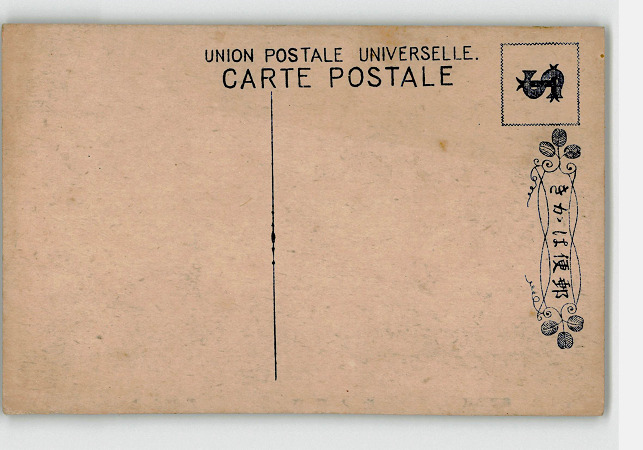 UNION POSTALE UNIVERSELLE.
CARTE POSTALE
郵便はかき